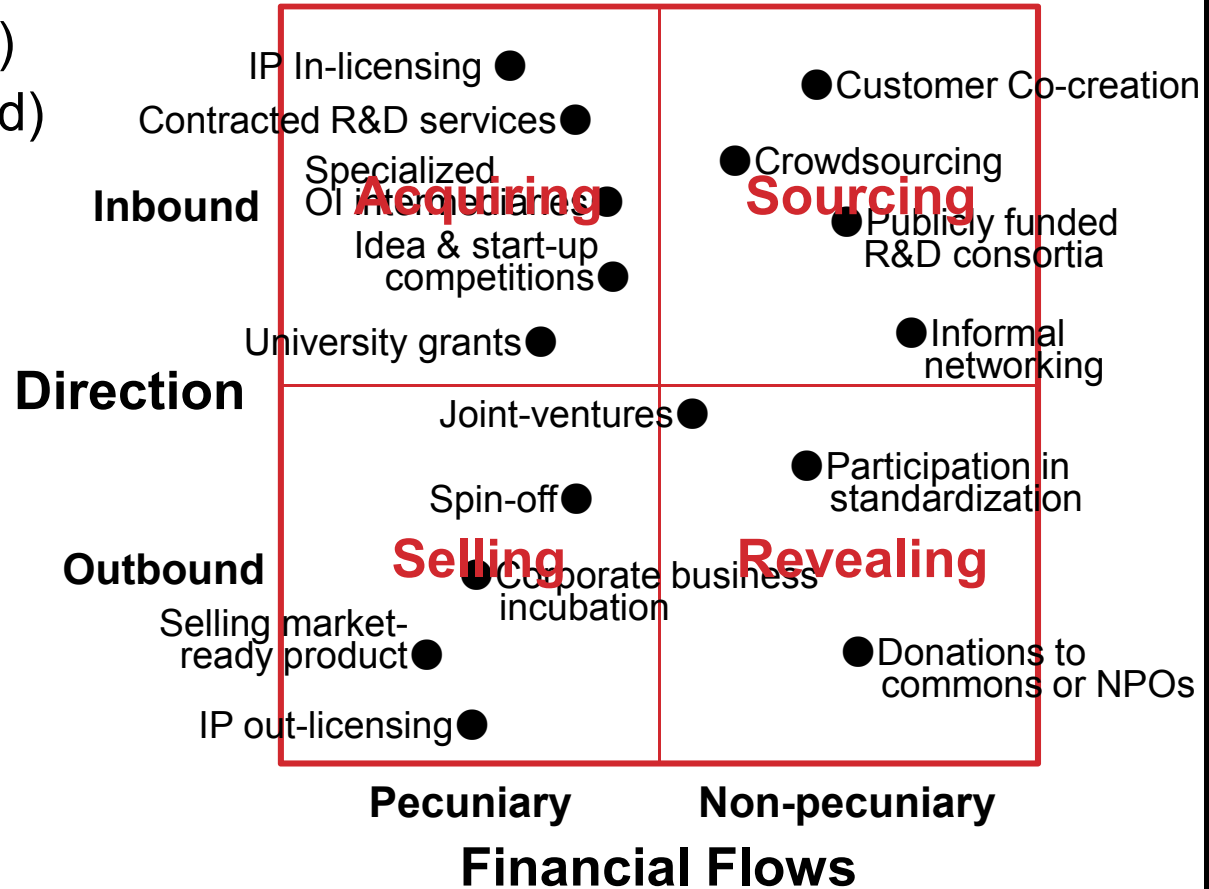 )
d)
IP In-licensing
Customer Co-creation
Contracted R&D services
Crowdsourcing
Specialized
OI intermediaries
Acquiring
Sourcing
Inbound
Publicly funded
R&D consortia
Idea & start-up
competitions
University grants
Informal
networking
Direction
Joint-ventures
Participation in
standardization
Spin-off
Selling
Revealing
Outbound
Corporate business
incubation
Selling market-
ready product
Donations to
commons or NPOs
IP out-licensing
Pecuniary
Non-pecuniary
Financial Flows